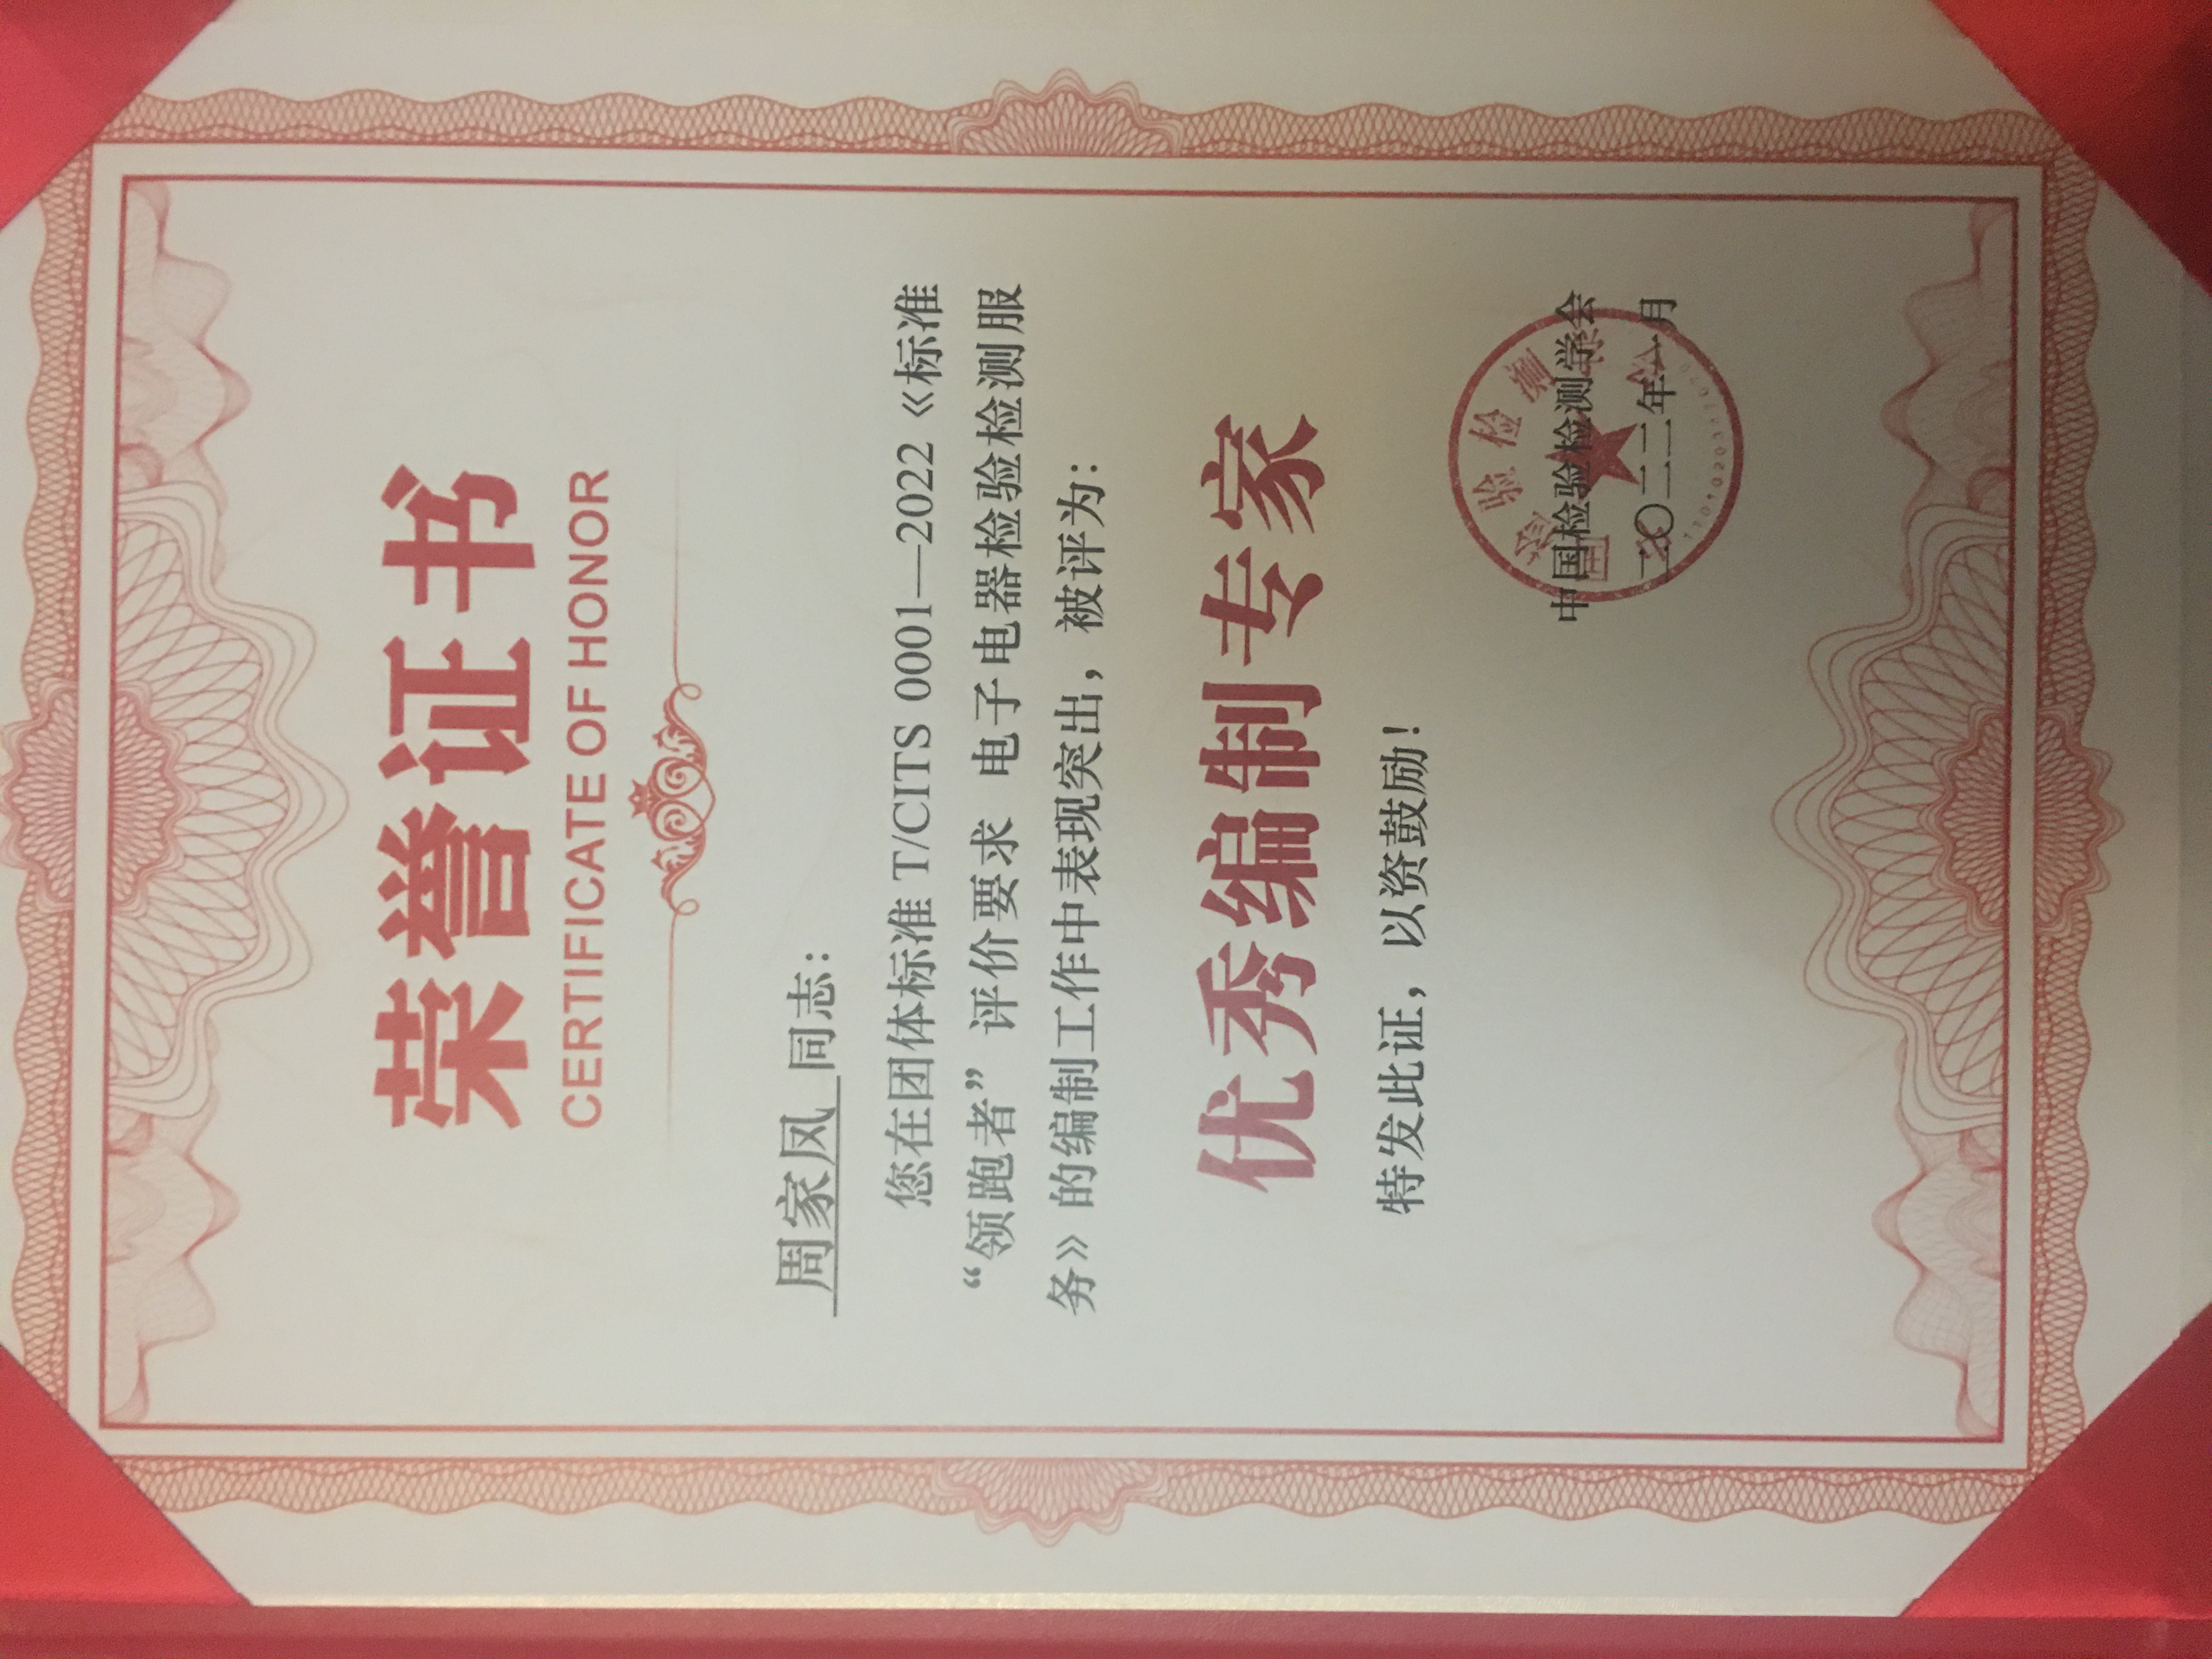 荣誉证书
CERTIFICATE OF HONOR
周家凤 同志：
您在团体标准 T/CITS 0001—2022《标准
“领跑者”评价要求 电子电器检验检测服
务》的编制工作中表现突出，被评为：
优秀编制专家
特发此证，以资鼓励！
中国检验检测学会
二〇二二年一月